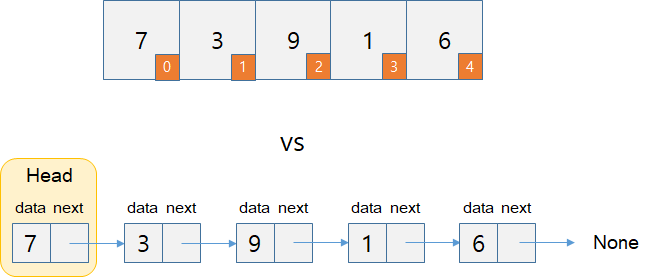 7 3 9 1 6
0 1 2 3 4
VS
Head
data next data next data next data next data next
7 3 9 1 6 None